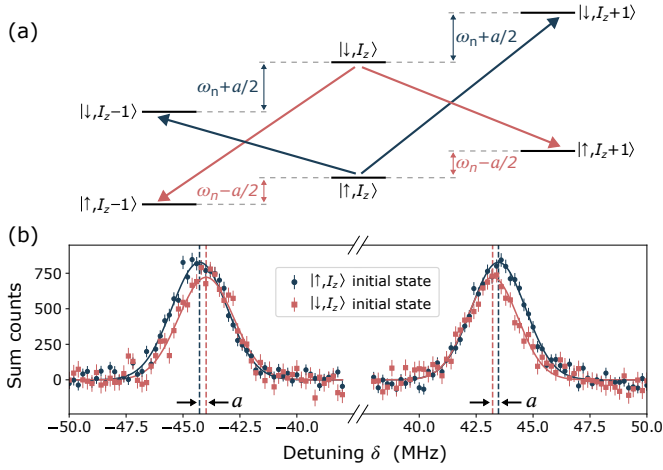 (a)
|↓,I_z+1⟩
ω_n+a/2
|↓,I_z⟩
ω_n+a/2
|↓,I_z−1⟩
|↑,I_z+1⟩
ω_n−a/2
ω_n−a/2
|↑,I_z⟩
|↑,I_z−1⟩
(b)
750
500
250
0
Sum counts
|↑,I_z⟩ initial state
|↓,I_z⟩ initial state
a
a
−50.0 −47.5 −45.0 −42.5 −40.0 40.0 42.5 45.0 47.5 50.0
Detuning δ (MHz)